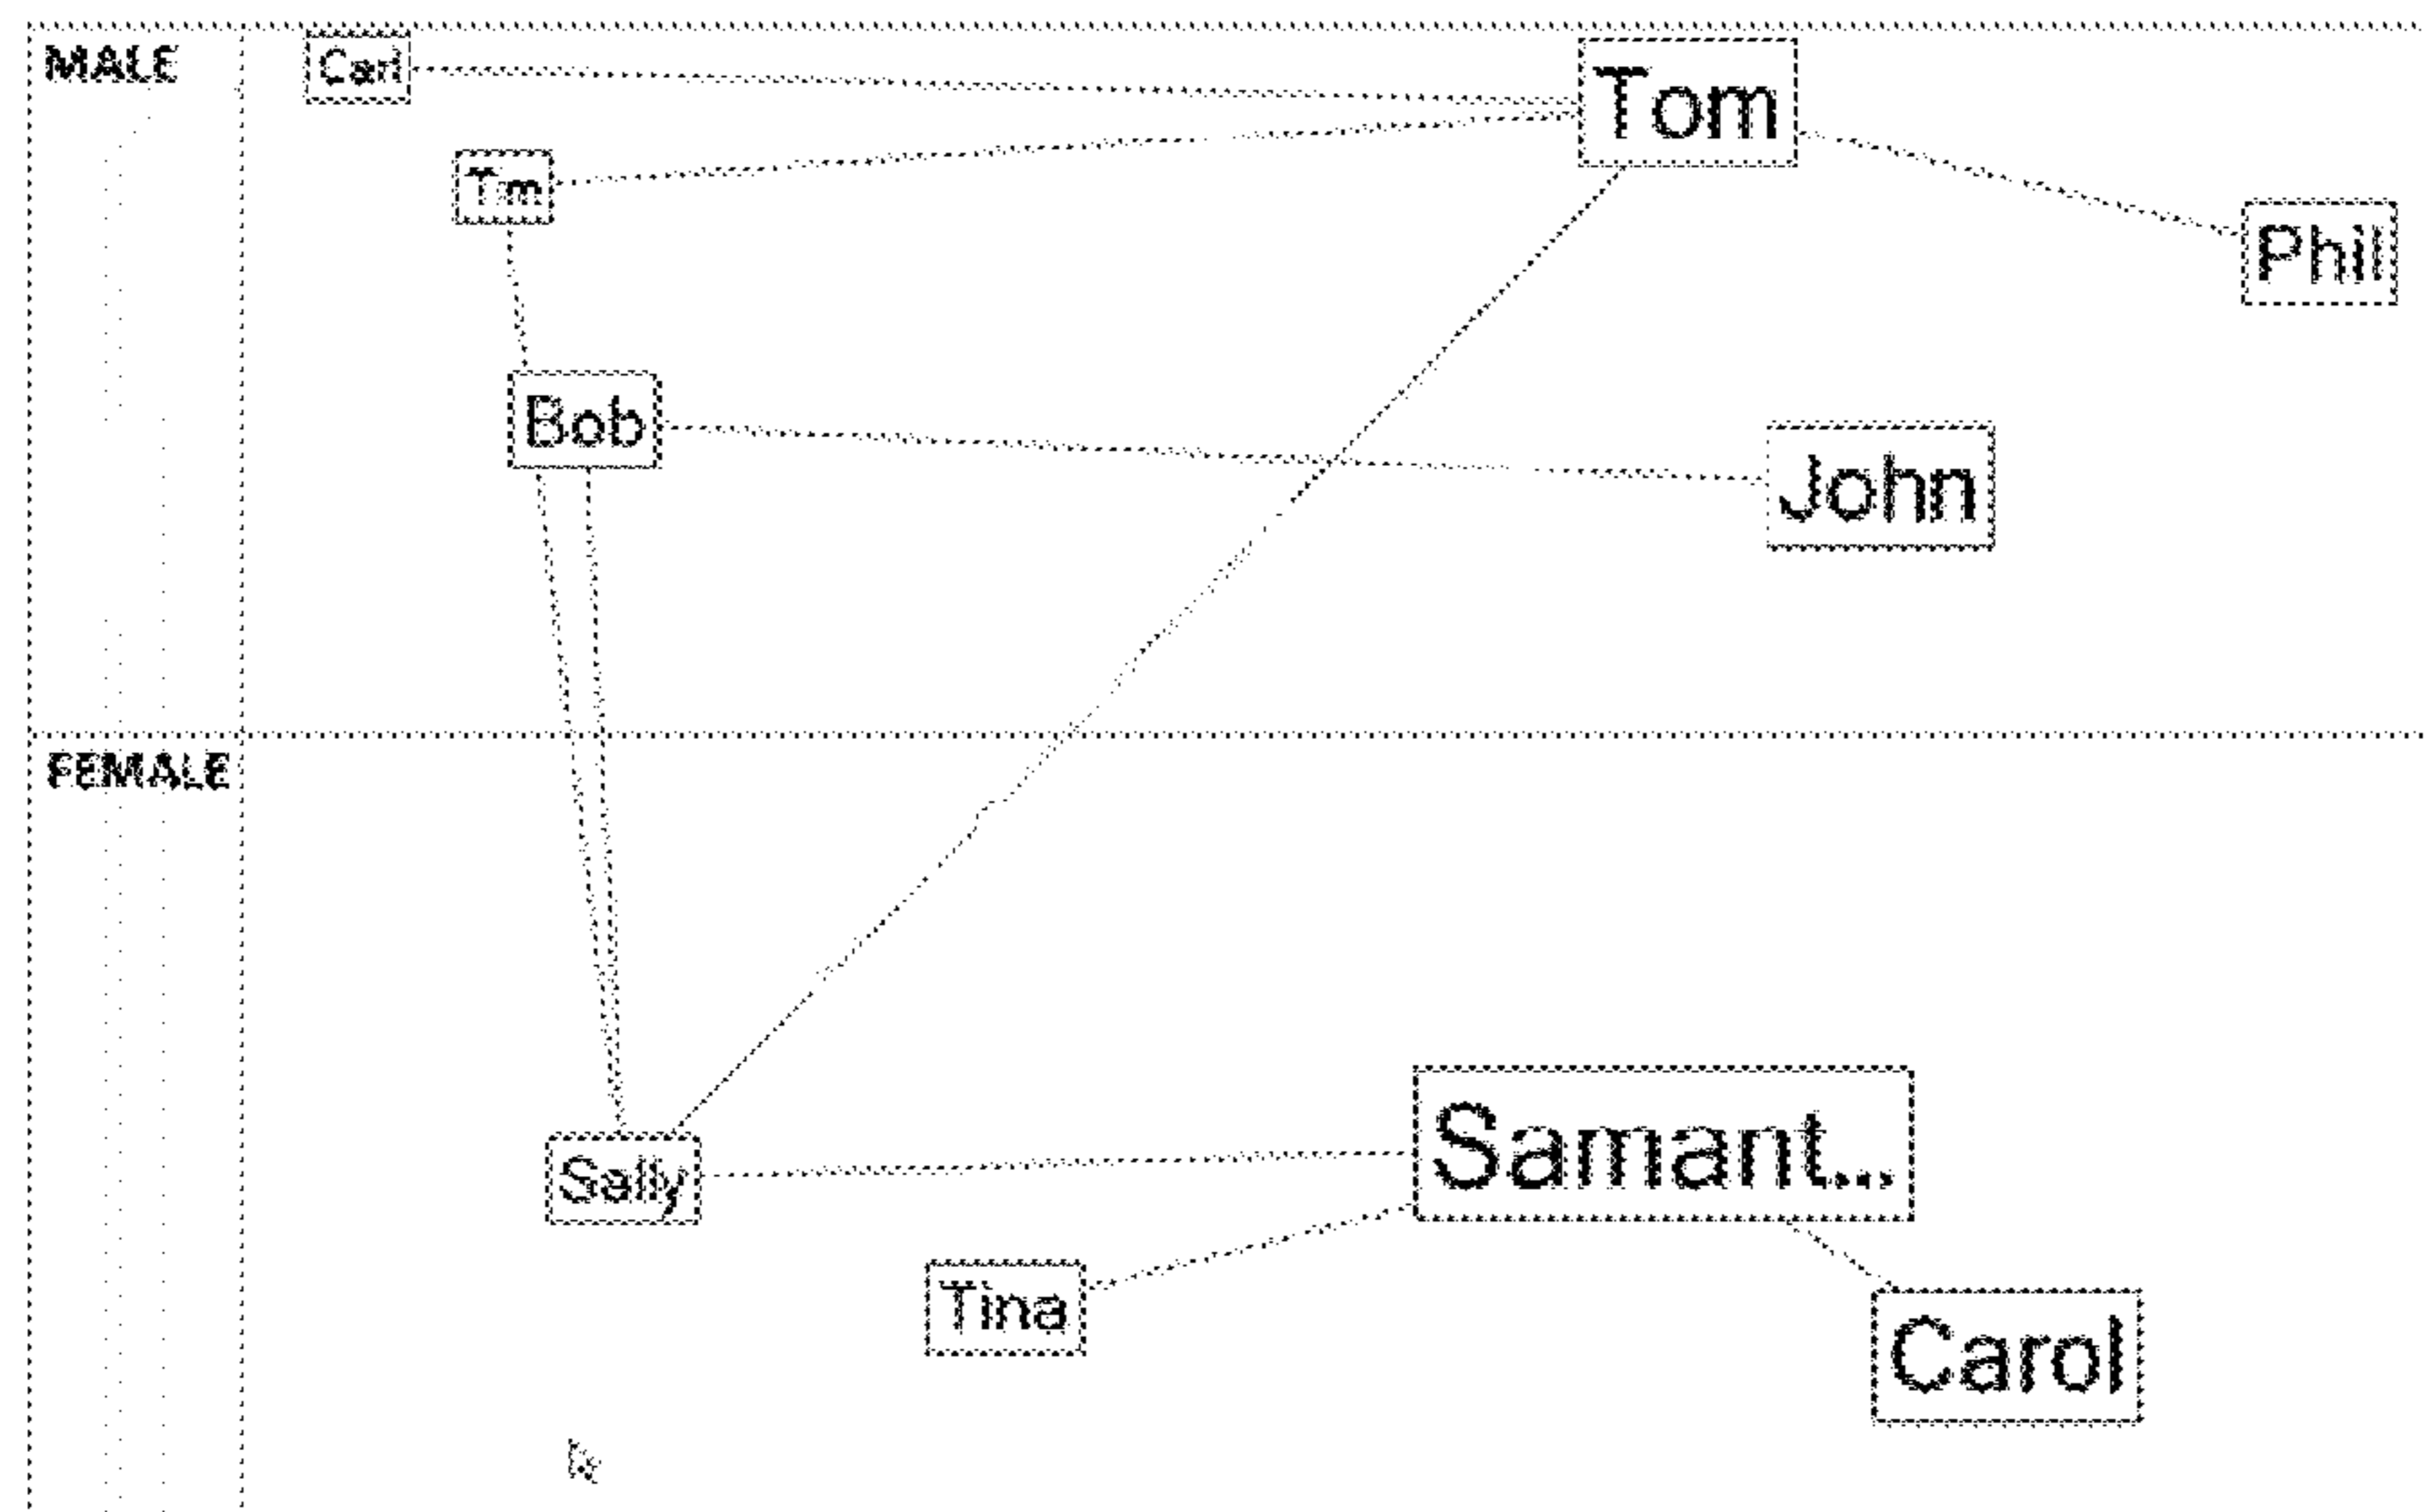 MALE
Carl
Tom
Tim
Phil
Bob
John
FEMALE
Samant...
Sally
Tina
Carol